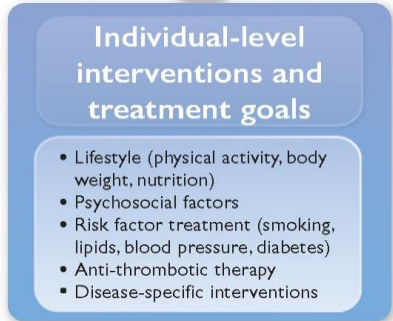 Individual-level
interventions and
treatment goals
• Lifestyle (physical activity, body
weight, nutrition)
• Psychosocial factors
• Risk factor treatment (smoking,
lipids, blood pressure, diabetes)
• Anti-thrombotic therapy
• Disease-specific interventions